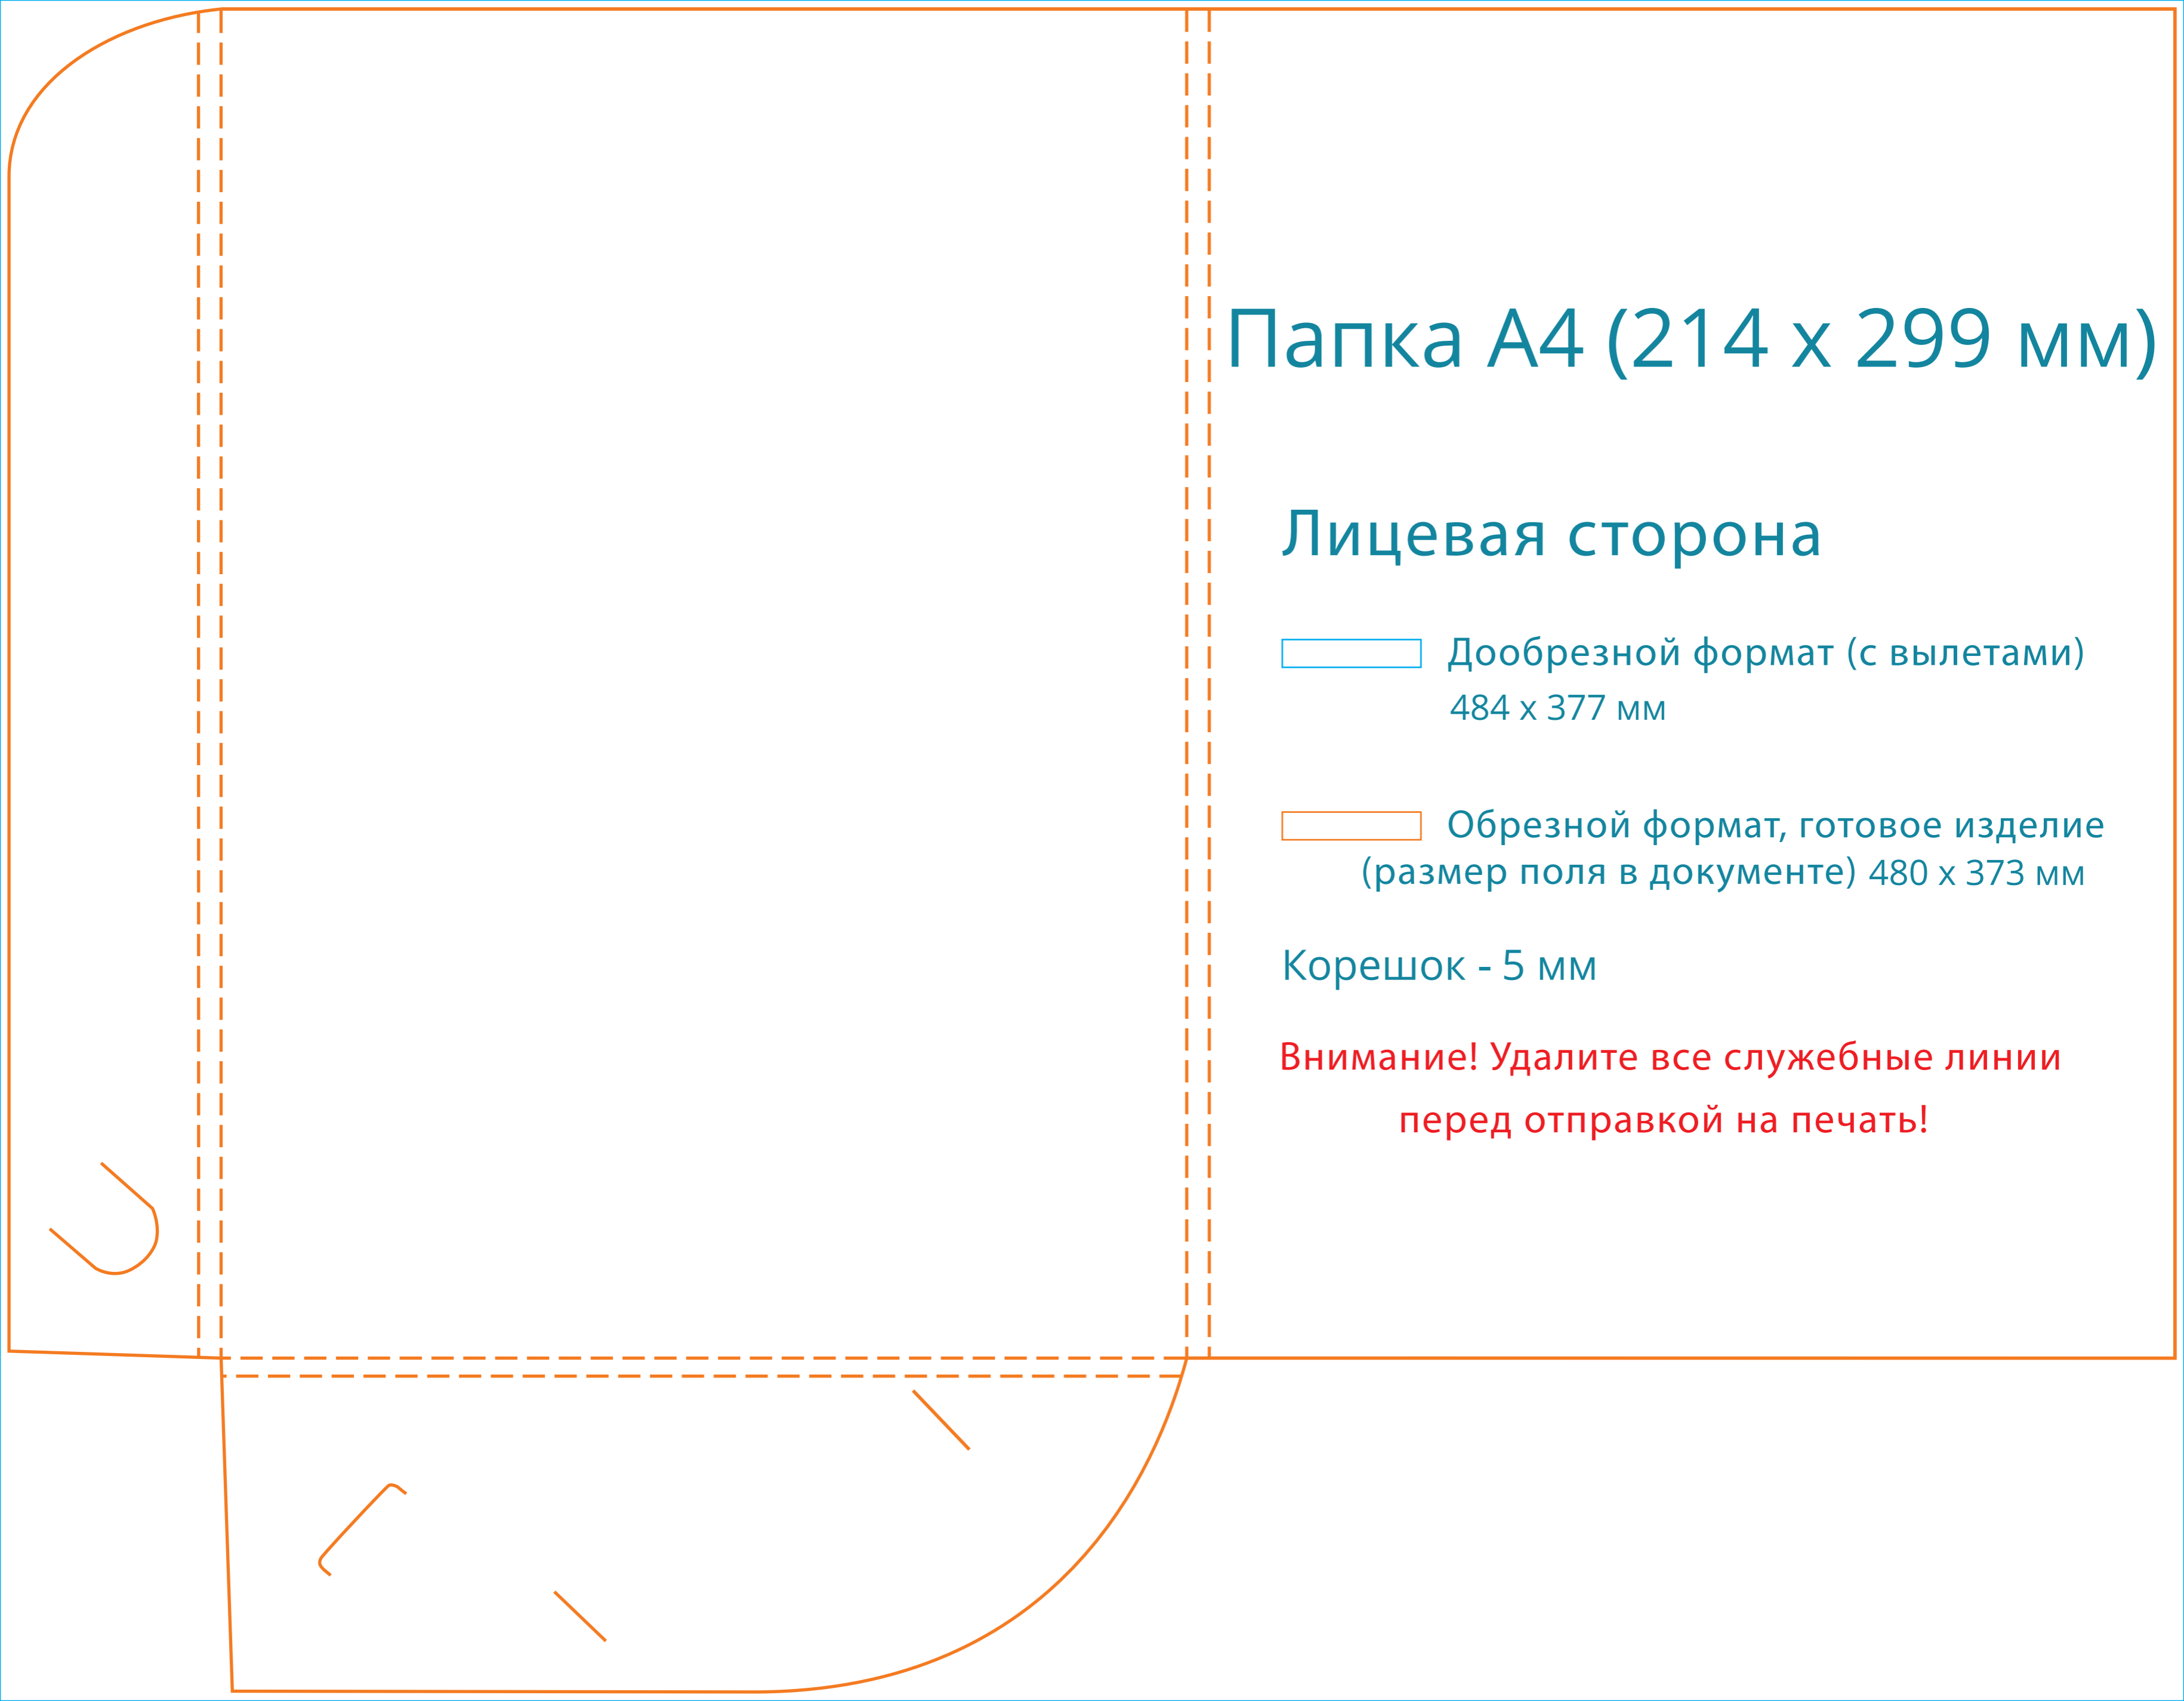 Папка А4 (214 х 299 мм)
Лицевая сторона
Дообрезной формат (с вылетами)
484 х 377 мм
Обрезной формат, готовое изделие
(размер поля в документе) 480 х 373 мм
Корешок - 5 мм
Внимание! Удалите все служебные линии
перед отправкой на печать!